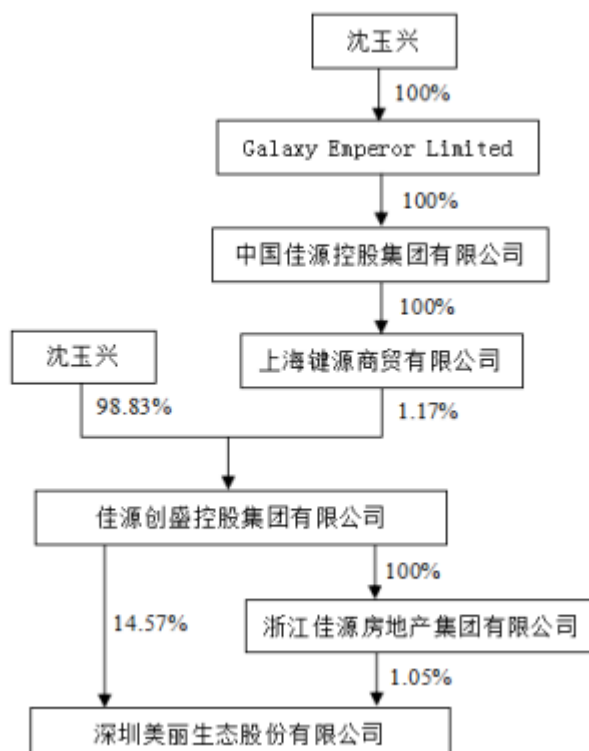 沈玉兴
100%
Galaxy Emperor Limited
100%
中国佳源控股集团有限公司
100%
沈玉兴
上海键源商贸有限公司
98.83%
1.17%
佳源创盛控股集团有限公司
100%
14.57%
浙江佳源房地产集团有限公司
1.05%
深圳美丽生态股份有限公司